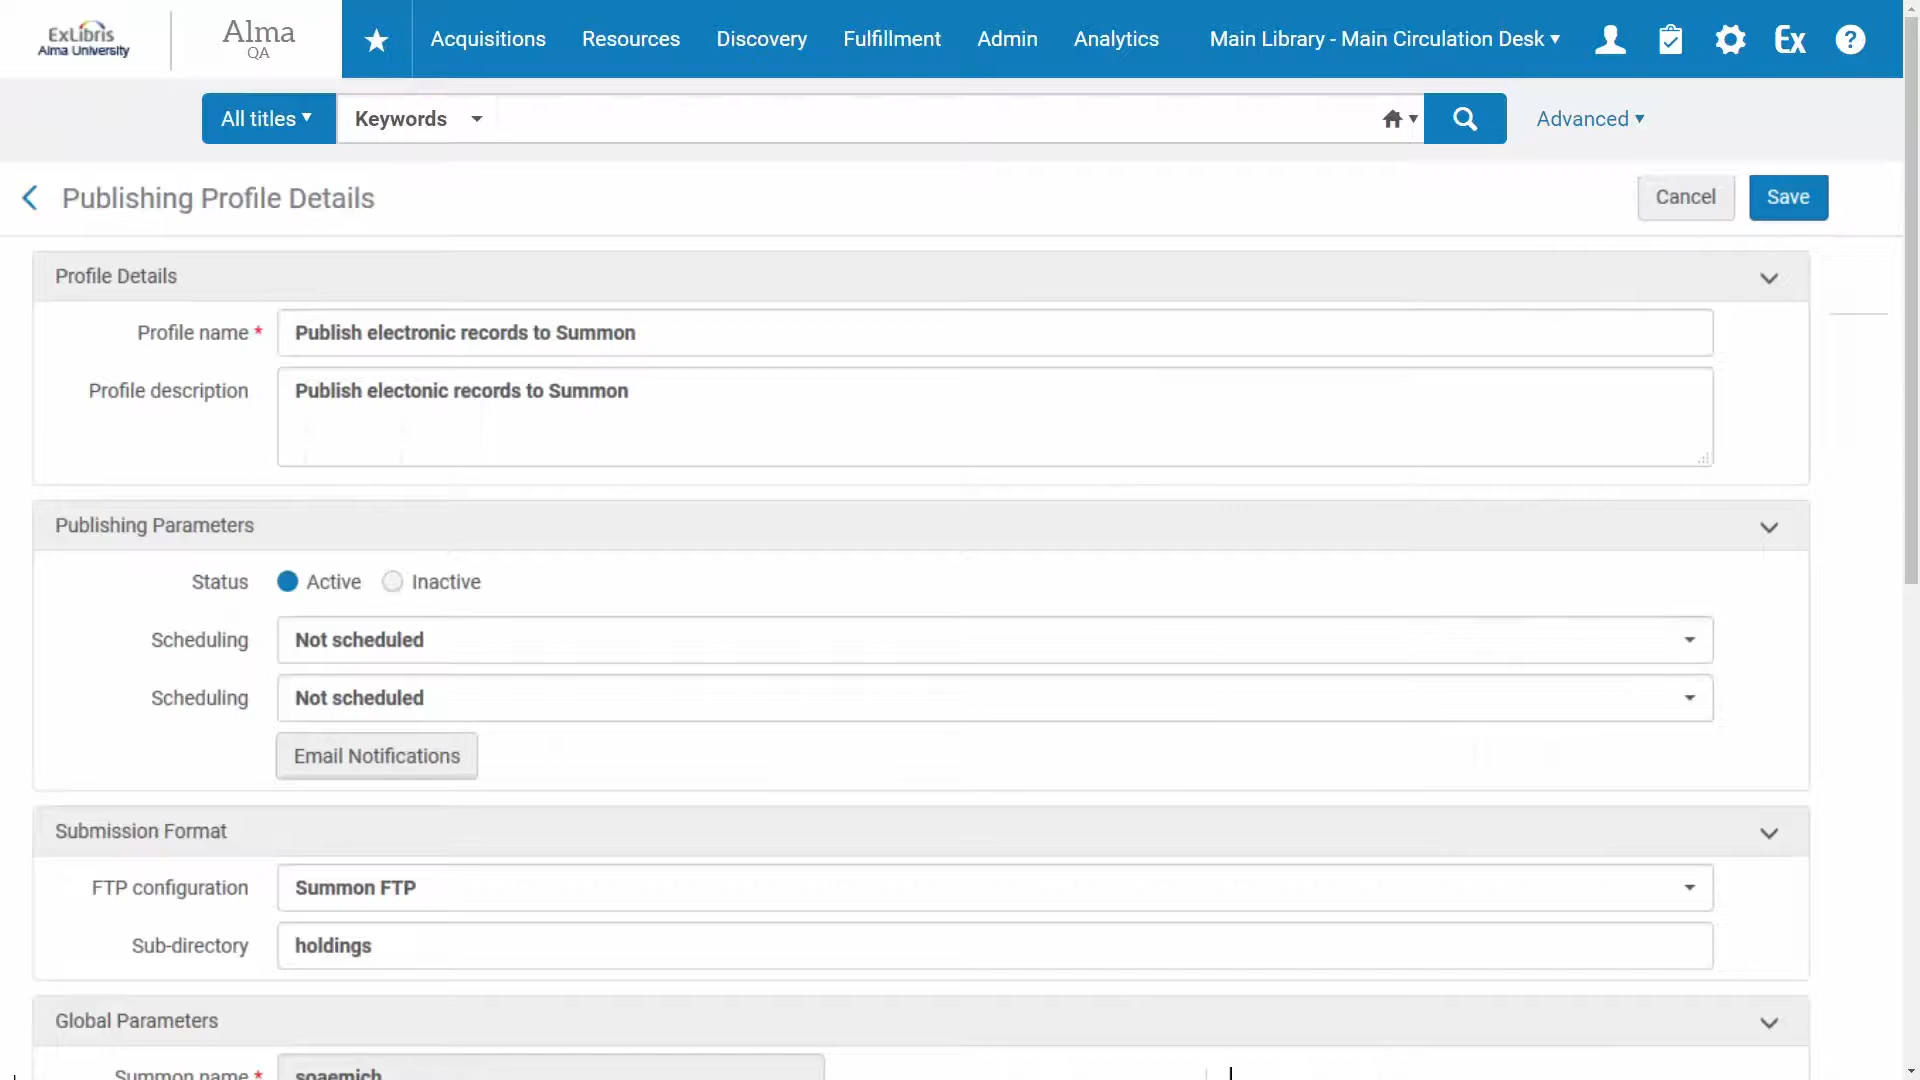 ExLibris
Alma University
Alma
QA
Acquisitions
Resources
Discovery
Fulfillment
Admin
Analytics
Main Library - Main Circulation Desk
Ex
?
All titles
Keywords
Advanced
Publishing Profile Details
Cancel
Save
Profile Details
Profile name *
Publish electronic records to Summon
Profile description
Publish electonic records to Summon
Publishing Parameters
Status
Active
Inactive
Scheduling
Not scheduled
Scheduling
Not scheduled
Email Notifications
Submission Format
FTP configuration
Summon FTP
Sub-directory
holdings
Global Parameters
Summon name *